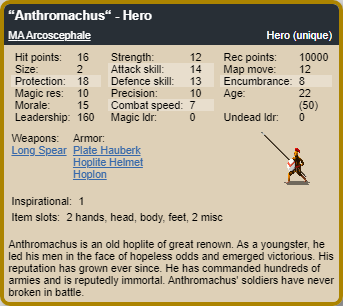 “Anthromachus“ - Hero
MA Arcoscephale Hero (unique)
Hit points: 16 Strength: 12 Rec points: 10000
Size: 2 Attack skill: 14 Map move: 12
Protection: 18 Defence skill: 13 Encumbrance: 8
Magic res: 10 Precision: 10 Age: 22
Morale: 15 Combat speed: 7 (50)
Leadership: 160 Magic ldr: 0 Undead ldr: 0
Weapons: Armor:
Long Spear Plate Hauberk
Hoplite Helmet
Hoplon
Inspirational: 1
Item slots: 2 hands, head, body, feet, 2 misc
Anthromachus is an old hoplite of great renown. As a youngster, he
led his men in the face of hopeless odds and emerged victorious. His
reputation has grown ever since. He has commanded hundreds of
armies and is reputedly immortal. Anthromachus' soldiers have never
broken in battle.